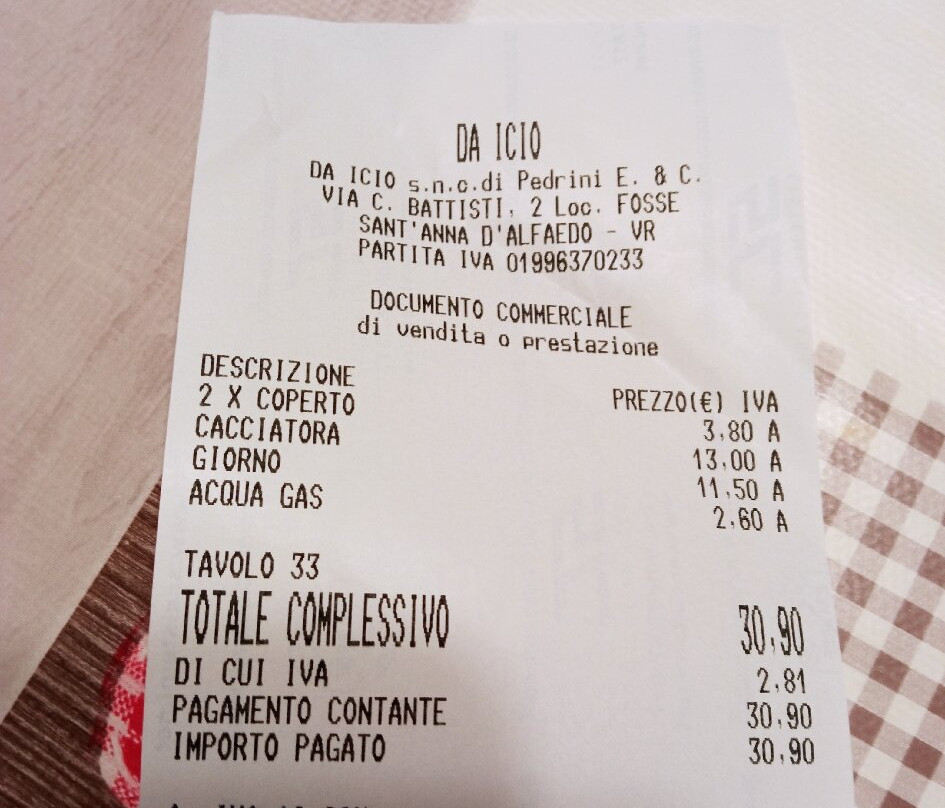 DA ICIO
DA ICIO s.n.c.di Pedrini E. & C.
VIA C. BATTISTI, 2 Loc. FOSSE
SANT'ANNA D'ALFAEDO - VR
PARTITA IVA 01996370233
DOCUMENTO COMMERCIALE
di vendita o prestazione
DESCRIZIONE PREZZO(€) IVA
2 X COPERTO 3,80 A
CACCIATORA 13,00 A
GIORNO 11,50 A
ACQUA GAS 2,60 A
TAVOLO 33
TOTALE COMPLESSIVO 30,90
DI CUI IVA 2,81
PAGAMENTO CONTANTE 30,90
IMPORTO PAGATO 30,90